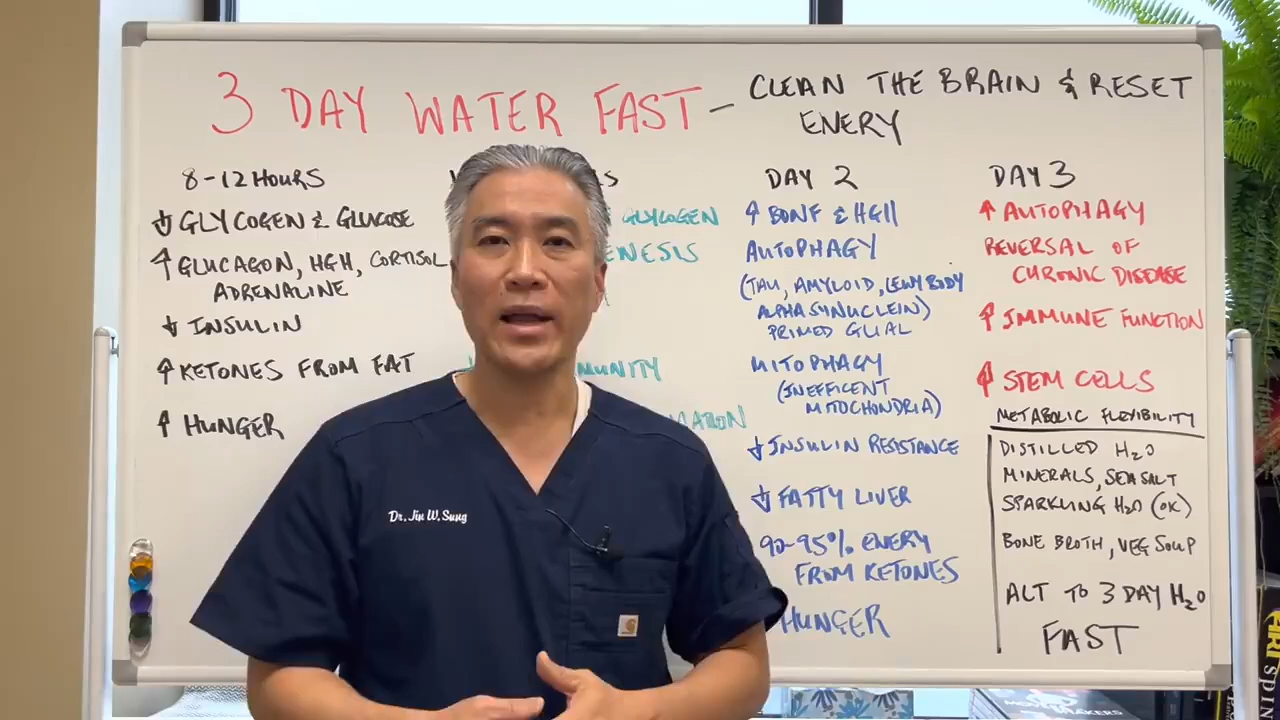 3 DAY WATER FAST - CLEAN THE BRAIN & RESET
ENERY
8-12 HOURS
↓ GLYCOGEN & GLUCOSE
↑ GLUCAGON, HGH, CORTISOL
ADRENALINE
↓ INSULIN
↑ KETONES FROM FAT
↑ HUNGER
GLYCOGEN
ENESIS
MUNITY
MATION
DAY 2
↑ BDNF & HGH
AUTOPHAGY
(TAU, AMYLOID, LEWY BODY
ALPHA SYNUCLEIN)
PRIMED GLIAL
MITOPHAGY
(INEFFICENT
MITOCHONDRIA)
↓ INSULIN RESISTANCE
↓ FATTY LIVER
90-95% ENERY
FROM KETONES
HUNGER
DAY 3
↑ AUTOPHAGY
REVERSAL OF
CHRONIC DISEASE
↑ IMMUNE FUNCTION
↑ STEM CELLS
METABOLIC FLEXIBILITY
DISTILLED H2O
MINERALS, SEA SALT
SPARKLING H2O (OK)
BONE BROTH, VEG SOUP
ALT TO 3 DAY H2O
FAST
Dr. Jin W. Sung